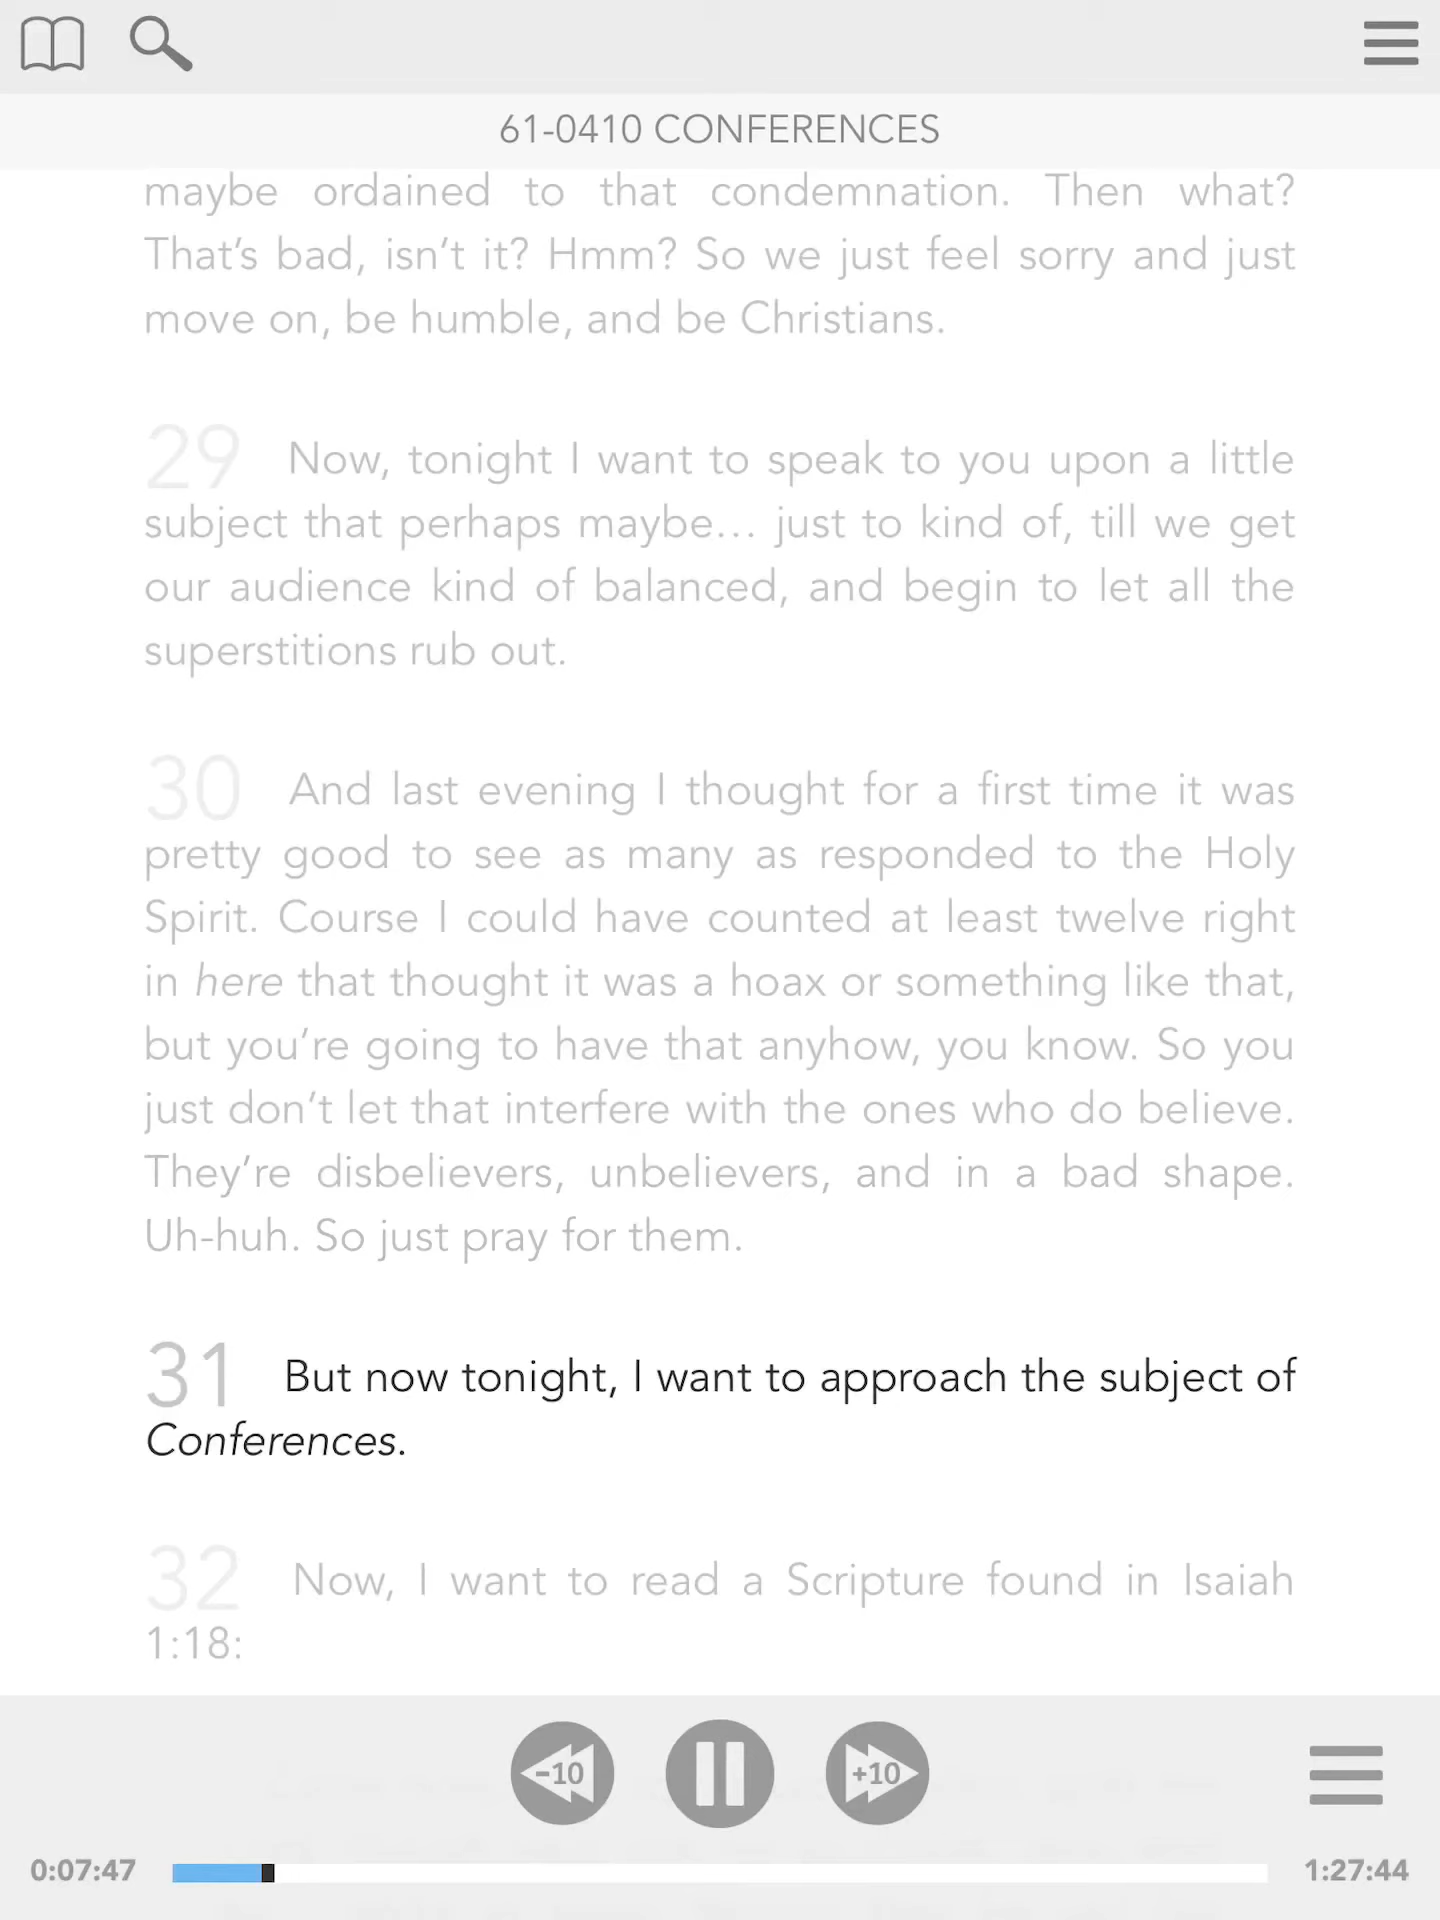 61-0410 CONFERENCES
maybe ordained to that condemnation. Then what?
That’s bad, isn’t it? Hmm? So we just feel sorry and just
move on, be humble, and be Christians.
29 Now, tonight I want to speak to you upon a little
subject that perhaps maybe… just to kind of, till we get
our audience kind of balanced, and begin to let all the
superstitions rub out.
30 And last evening I thought for a first time it was
pretty good to see as many as responded to the Holy
Spirit. Course I could have counted at least twelve right
in here that thought it was a hoax or something like that,
but you’re going to have that anyhow, you know. So you
just don’t let that interfere with the ones who do believe.
They’re disbelievers, unbelievers, and in a bad shape.
Uh-huh. So just pray for them.
31 But now tonight, I want to approach the subject of
Conferences.
32 Now, I want to read a Scripture found in Isaiah
1:18:
-10 +10
0:07:47 1:27:44